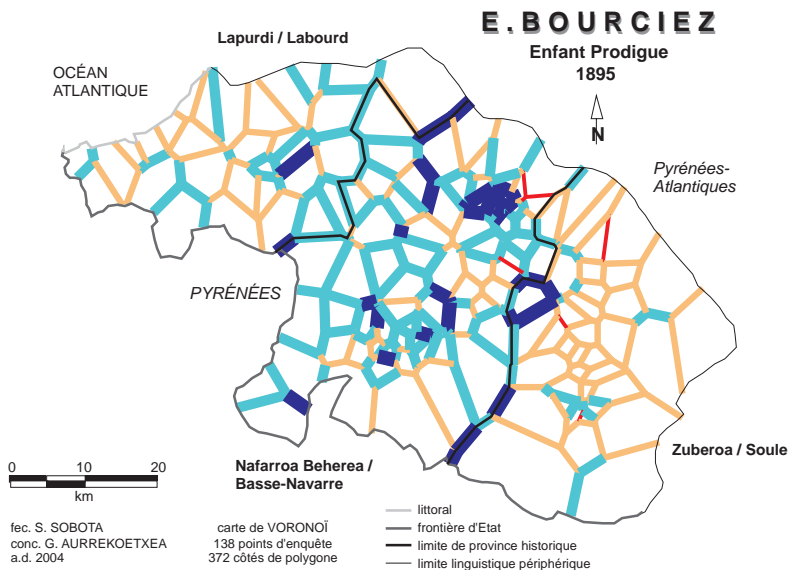 E. BOURCIEZ
Enfant Prodigue
1895
N
Lapurdi / Labourd
OCÉAN
ATLANTIQUE
Pyrénées-
Atlantiques
PYRÉNÉES
Zuberoa / Soule
Nafarroa Beherea /
Basse-Navarre
0 10 20
km
fec. S. SOBOTA
conc. G. AURREKOETXEA
a.d. 2004
carte de VORONOÏ
138 points d'enquête
372 côtés de polygone
littoral
frontière d'Etat
limite de province historique
limite linguistique périphérique